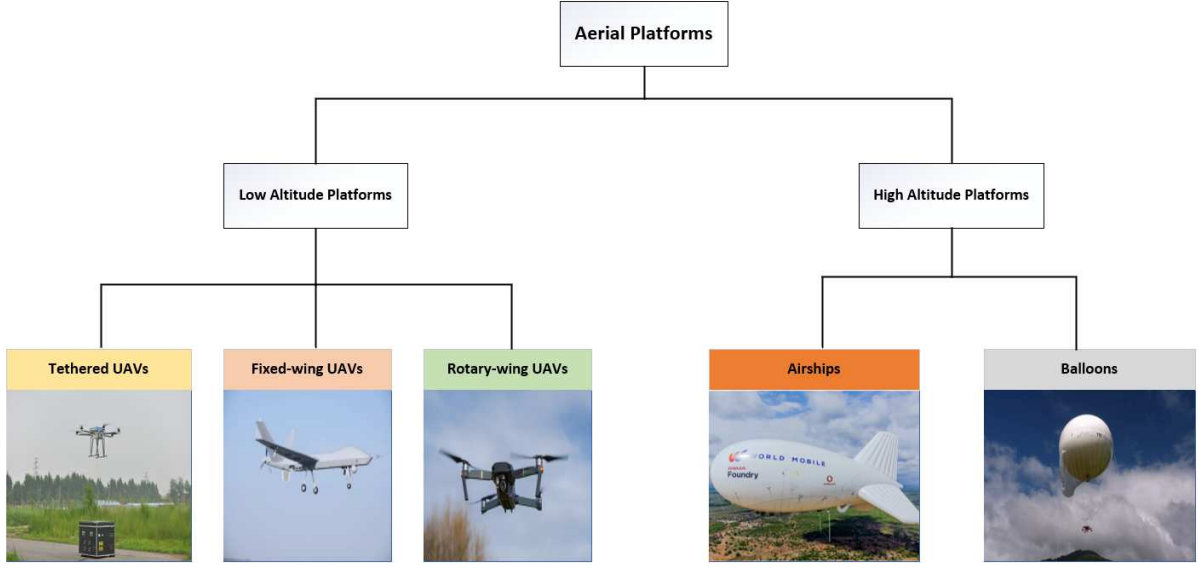 Aerial Platforms
Low Altitude Platforms
High Altitude Platforms
Tethered UAVs
Fixed-wing UAVs
Rotary-wing UAVs
Airships
Balloons
WORLD MOBILE
Foundry